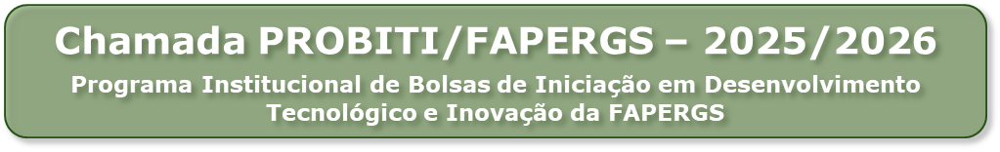 Chamada PROBITI/FAPERGS – 2025/2026
Programa Institucional de Bolsas de Iniciação em Desenvolvimento
Tecnológico e Inovação da FAPERGS